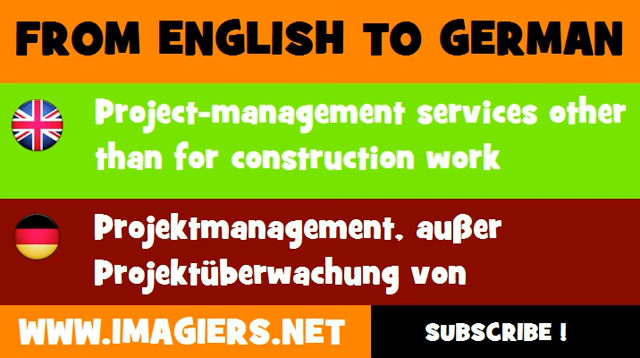 FROM ENGLISH TO GERMAN
Project-management services other
than for construction work
Projektmanagement, außer
Projektüberwachung von
WWW.IMAGIERS.NET
SUBSCRIBE !